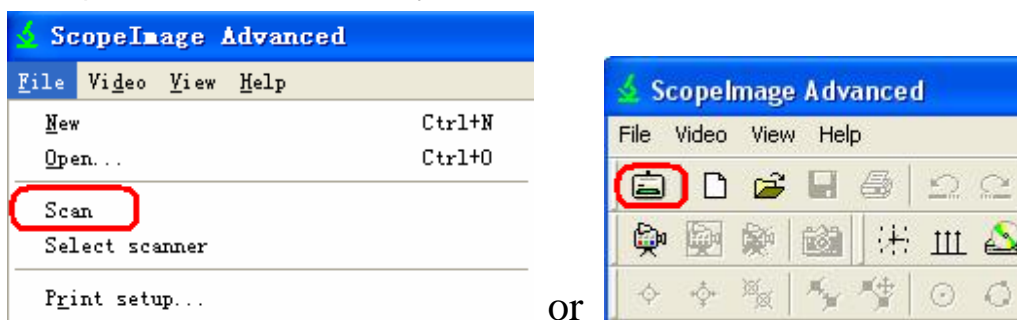 ScopeImage Advanced
File Video View Help
New Ctrl+N
Open... Ctrl+O
Scan
Select scanner
Print setup...
or
ScopeImage Advanced
File Video View Help